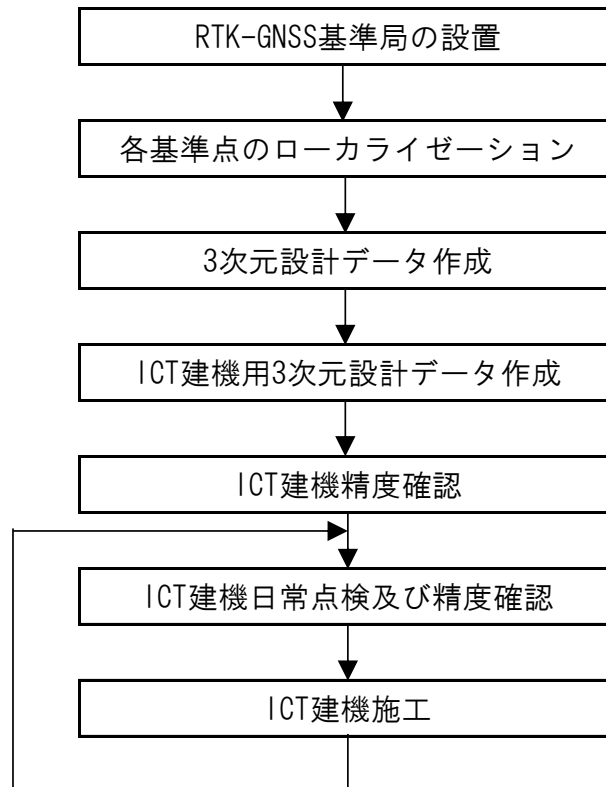 RTK-GNSS基準局の設置
各基準点のローカライゼーション
3次元設計データ作成
ICT建機用3次元設計データ作成
ICT建機精度確認
ICT建機日常点検及び精度確認
ICT建機施工